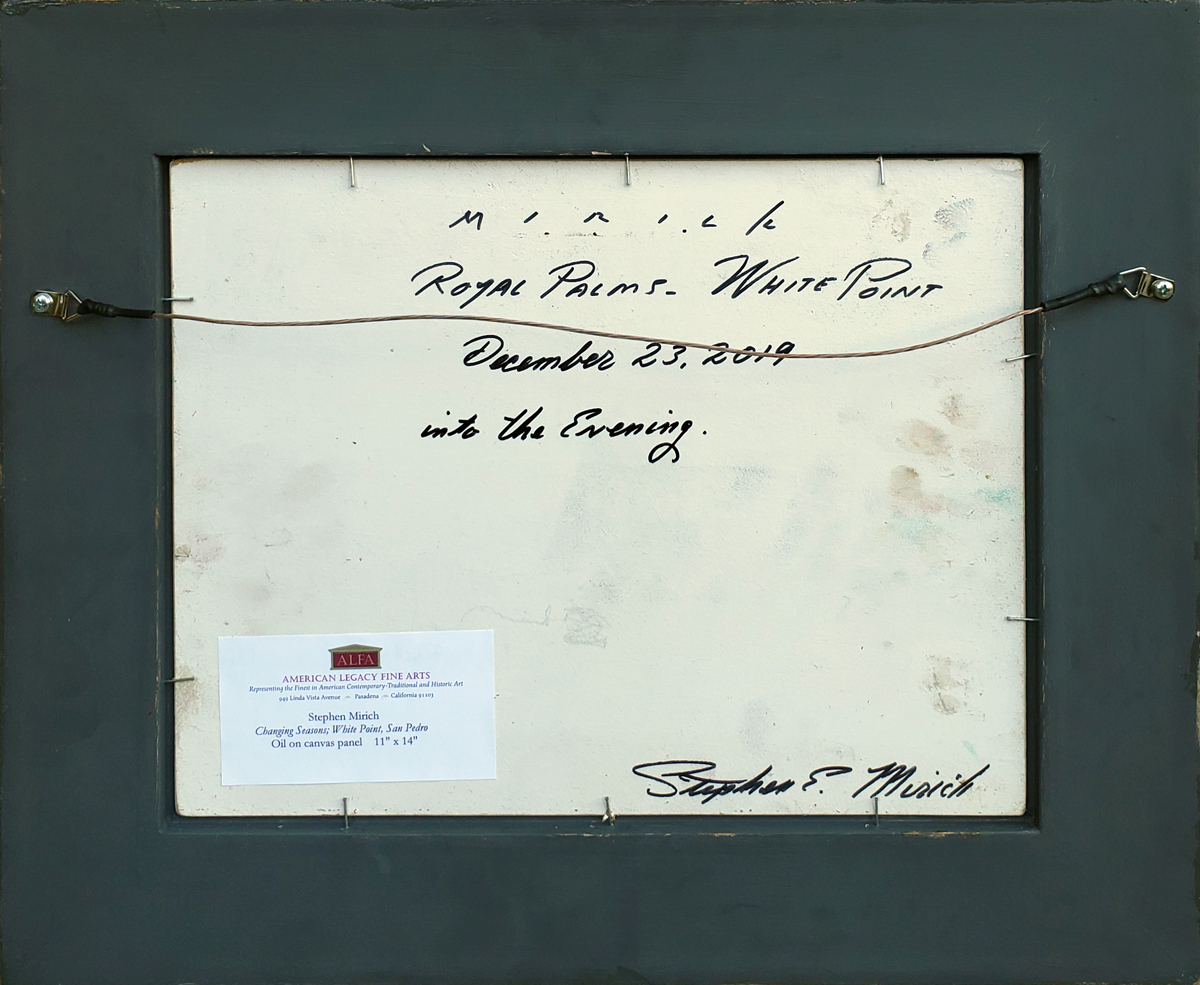 MIRICH
ROYAL PALMS - WHITE POINT
December 23, 2019
into the Evening.
ALFA
AMERICAN LEGACY FINE ARTS
Representing the Finest in American Contemporary-Traditional and Historic Art
949 Linda Vista Avenue — Pasadena — California 91103
Stephen Mirich
Changing Seasons; White Point, San Pedro
Oil on canvas panel 11" x 14"
Stephen E. Mirich